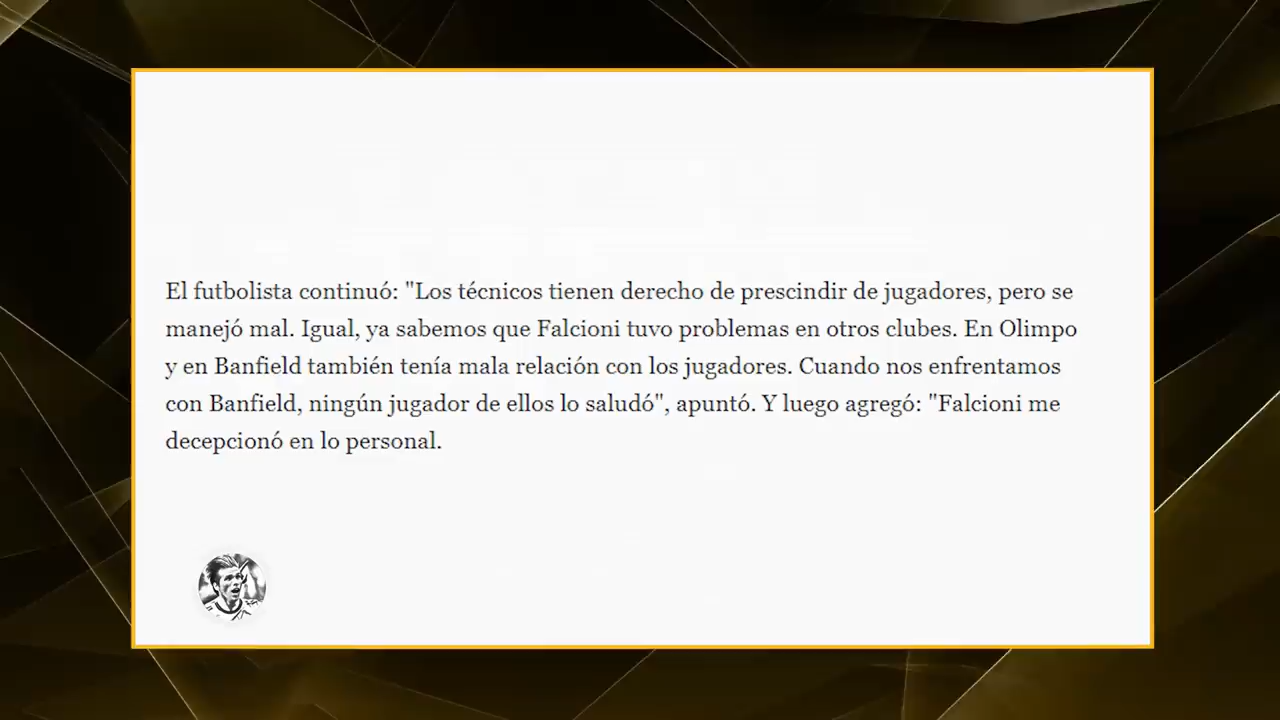 El futbolista continuó: "Los técnicos tienen derecho de prescindir de jugadores, pero se
manejó mal. Igual, ya sabemos que Falcioni tuvo problemas en otros clubes. En Olimpo
y en Banfield también tenía mala relación con los jugadores. Cuando nos enfrentamos
con Banfield, ningún jugador de ellos lo saludó", apuntó. Y luego agregó: "Falcioni me
decepcionó en lo personal.